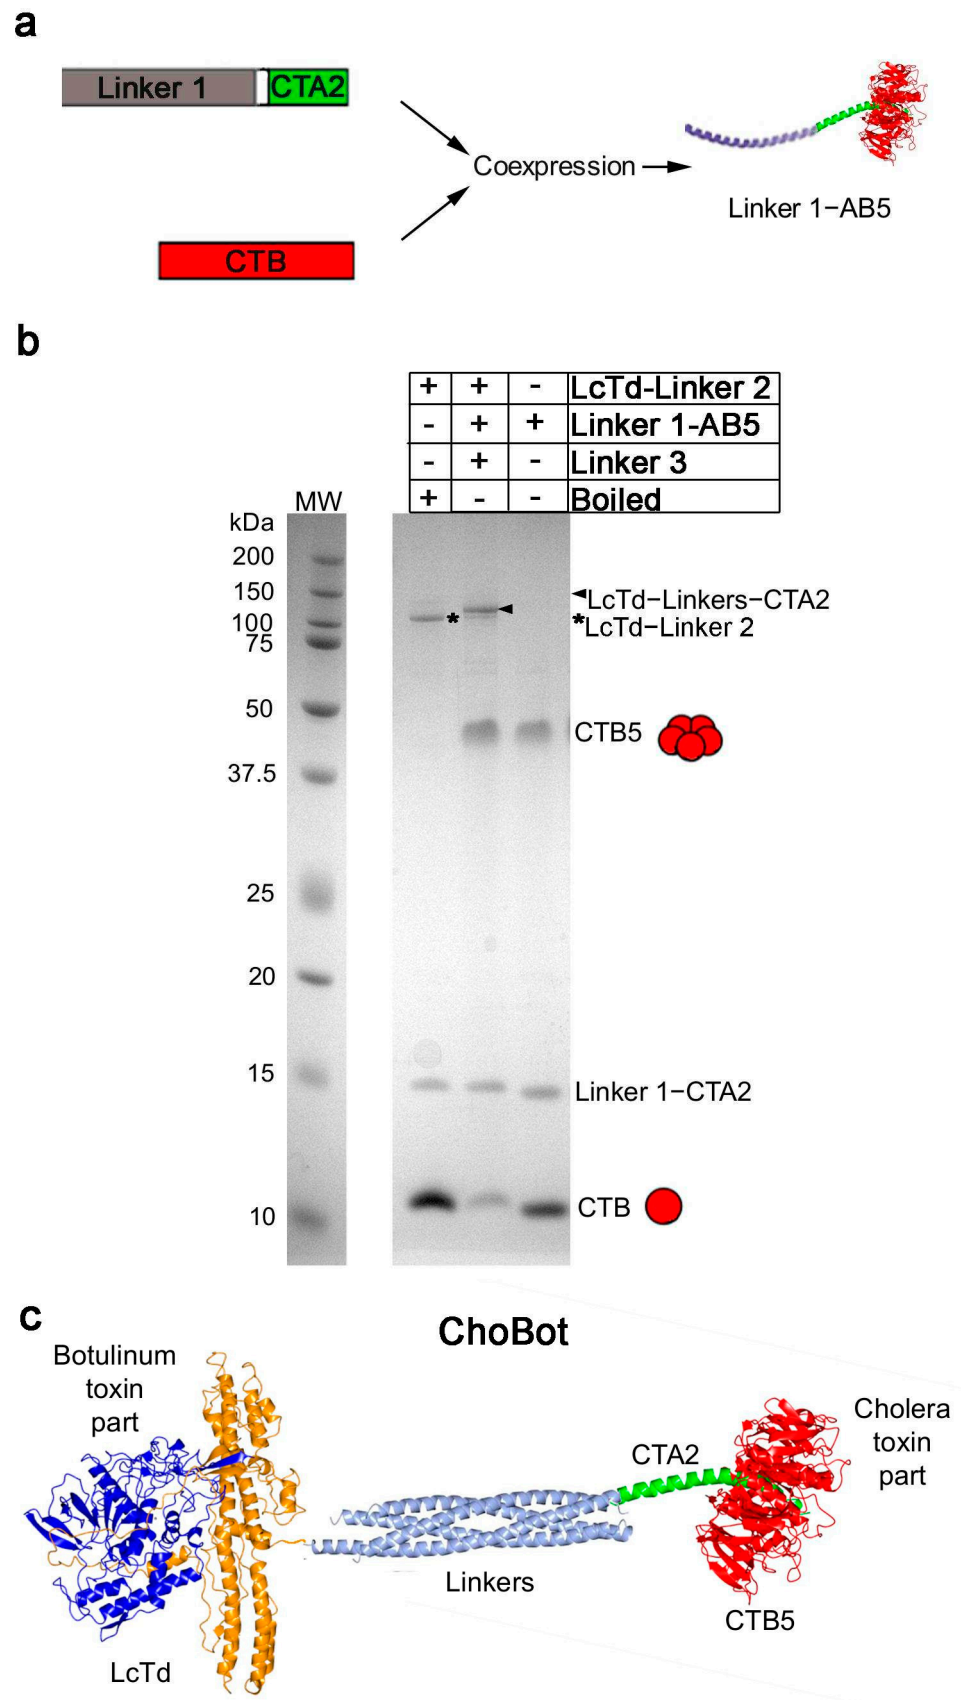 a
Linker 1 CTA2
Coexpression
Linker 1–AB5
CTB
b
+ + - LcTd-Linker 2
- + + Linker 1-AB5
- + - Linker 3
+ - - Boiled
MW
kDa
200
150
100
75
50
37.5
25
20
15
10
*
◄LcTd–Linkers–CTA2
*LcTd–Linker 2
CTB5
Linker 1–CTA2
CTB
c
ChoBot
Botulinum
toxin
part
Cholera
toxin
part
CTA2
Linkers
CTB5
LcTd